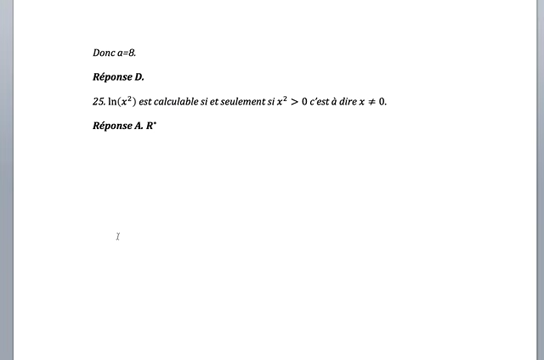 Donc a=8.
Réponse D.
25. ln(x²) est calculable si et seulement si x² > 0 c'est à dire x ≠ 0.
Réponse A. R*